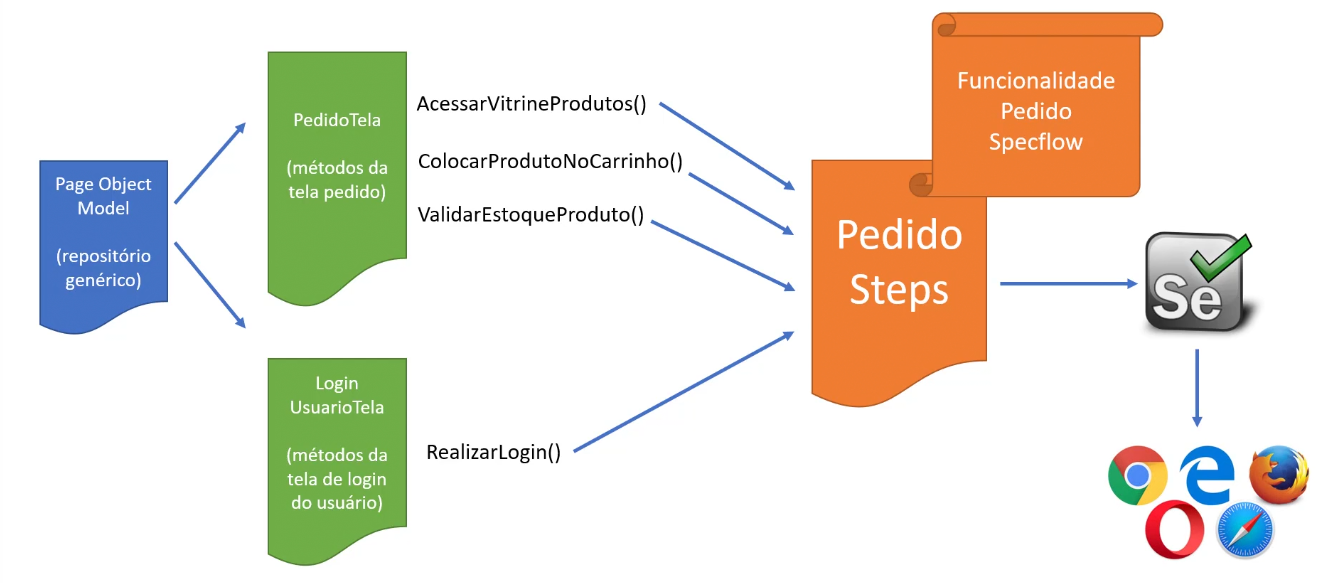 Page Object
Model
(repositório
genérico)
PedidoTela
(métodos da
tela pedido)
Login
UsuarioTela
(métodos da
tela de login
do usuário)
AcessarVitrineProdutos()
ColocarProdutoNoCarrinho()
ValidarEstoqueProduto()
RealizarLogin()
Funcionalidade
Pedido
Specflow
Pedido
Steps
Se